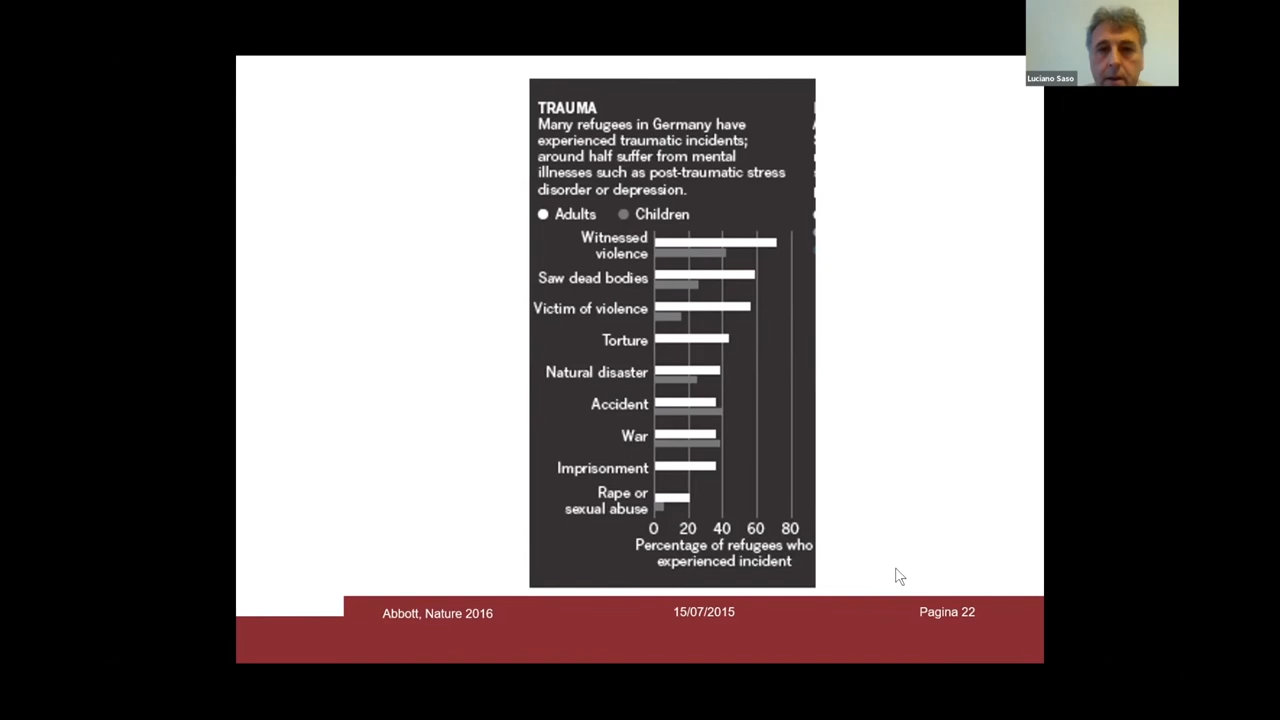 Luciano Saso
TRAUMA
Many refugees in Germany have
experienced traumatic incidents;
around half suffer from mental
illnesses such as post-traumatic stress
disorder or depression.
Adults Children
Witnessed
violence
Saw dead bodies
Victim of violence
Torture
Natural disaster
Accident
War
Imprisonment
Rape or
sexual abuse
0 20 40 60 80
Percentage of refugees who
experienced incident
Abbott, Nature 2016 15/07/2015 Pagina 22